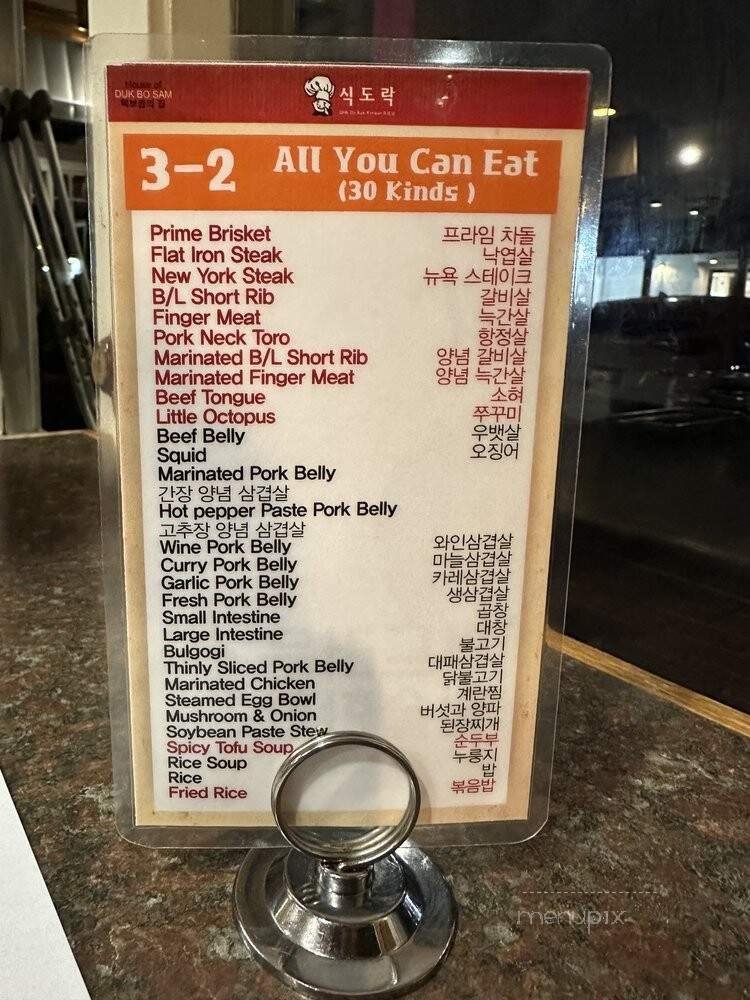 House of
DUK BO SAM
떡보쌈의 집
식도락
3-2 All You Can Eat
(30 Kinds )
Prime Brisket 프라임 차돌
Flat Iron Steak 낙엽살
New York Steak 뉴욕 스테이크
B/L Short Rib 갈비살
Finger Meat 늑간살
Pork Neck Toro 항정살
Marinated B/L Short Rib 양념 갈비살
Marinated Finger Meat 양념 늑간살
Beef Tongue 소혀
Little Octopus 쭈꾸미
Beef Belly 우뱃살
Squid 오징어
Marinated Pork Belly
간장 양념 삼겹살
Hot pepper Paste Pork Belly
고추장 양념 삼겹살
Wine Pork Belly 와인삼겹살
Curry Pork Belly 마늘삼겹살
Garlic Pork Belly 카레삼겹살
Fresh Pork Belly 생삼겹살
Small Intestine 곱창
Large Intestine 대창
Bulgogi 불고기
Thinly Sliced Pork Belly 대패삼겹살
Marinated Chicken 닭불고기
Steamed Egg Bowl 계란찜
Mushroom & Onion 버섯과 양파
Soybean Paste Stew 된장찌개
Spicy Tofu Soup 순두부
Rice Soup 누룽지
Rice 밥
Fried Rice 볶음밥
menupix